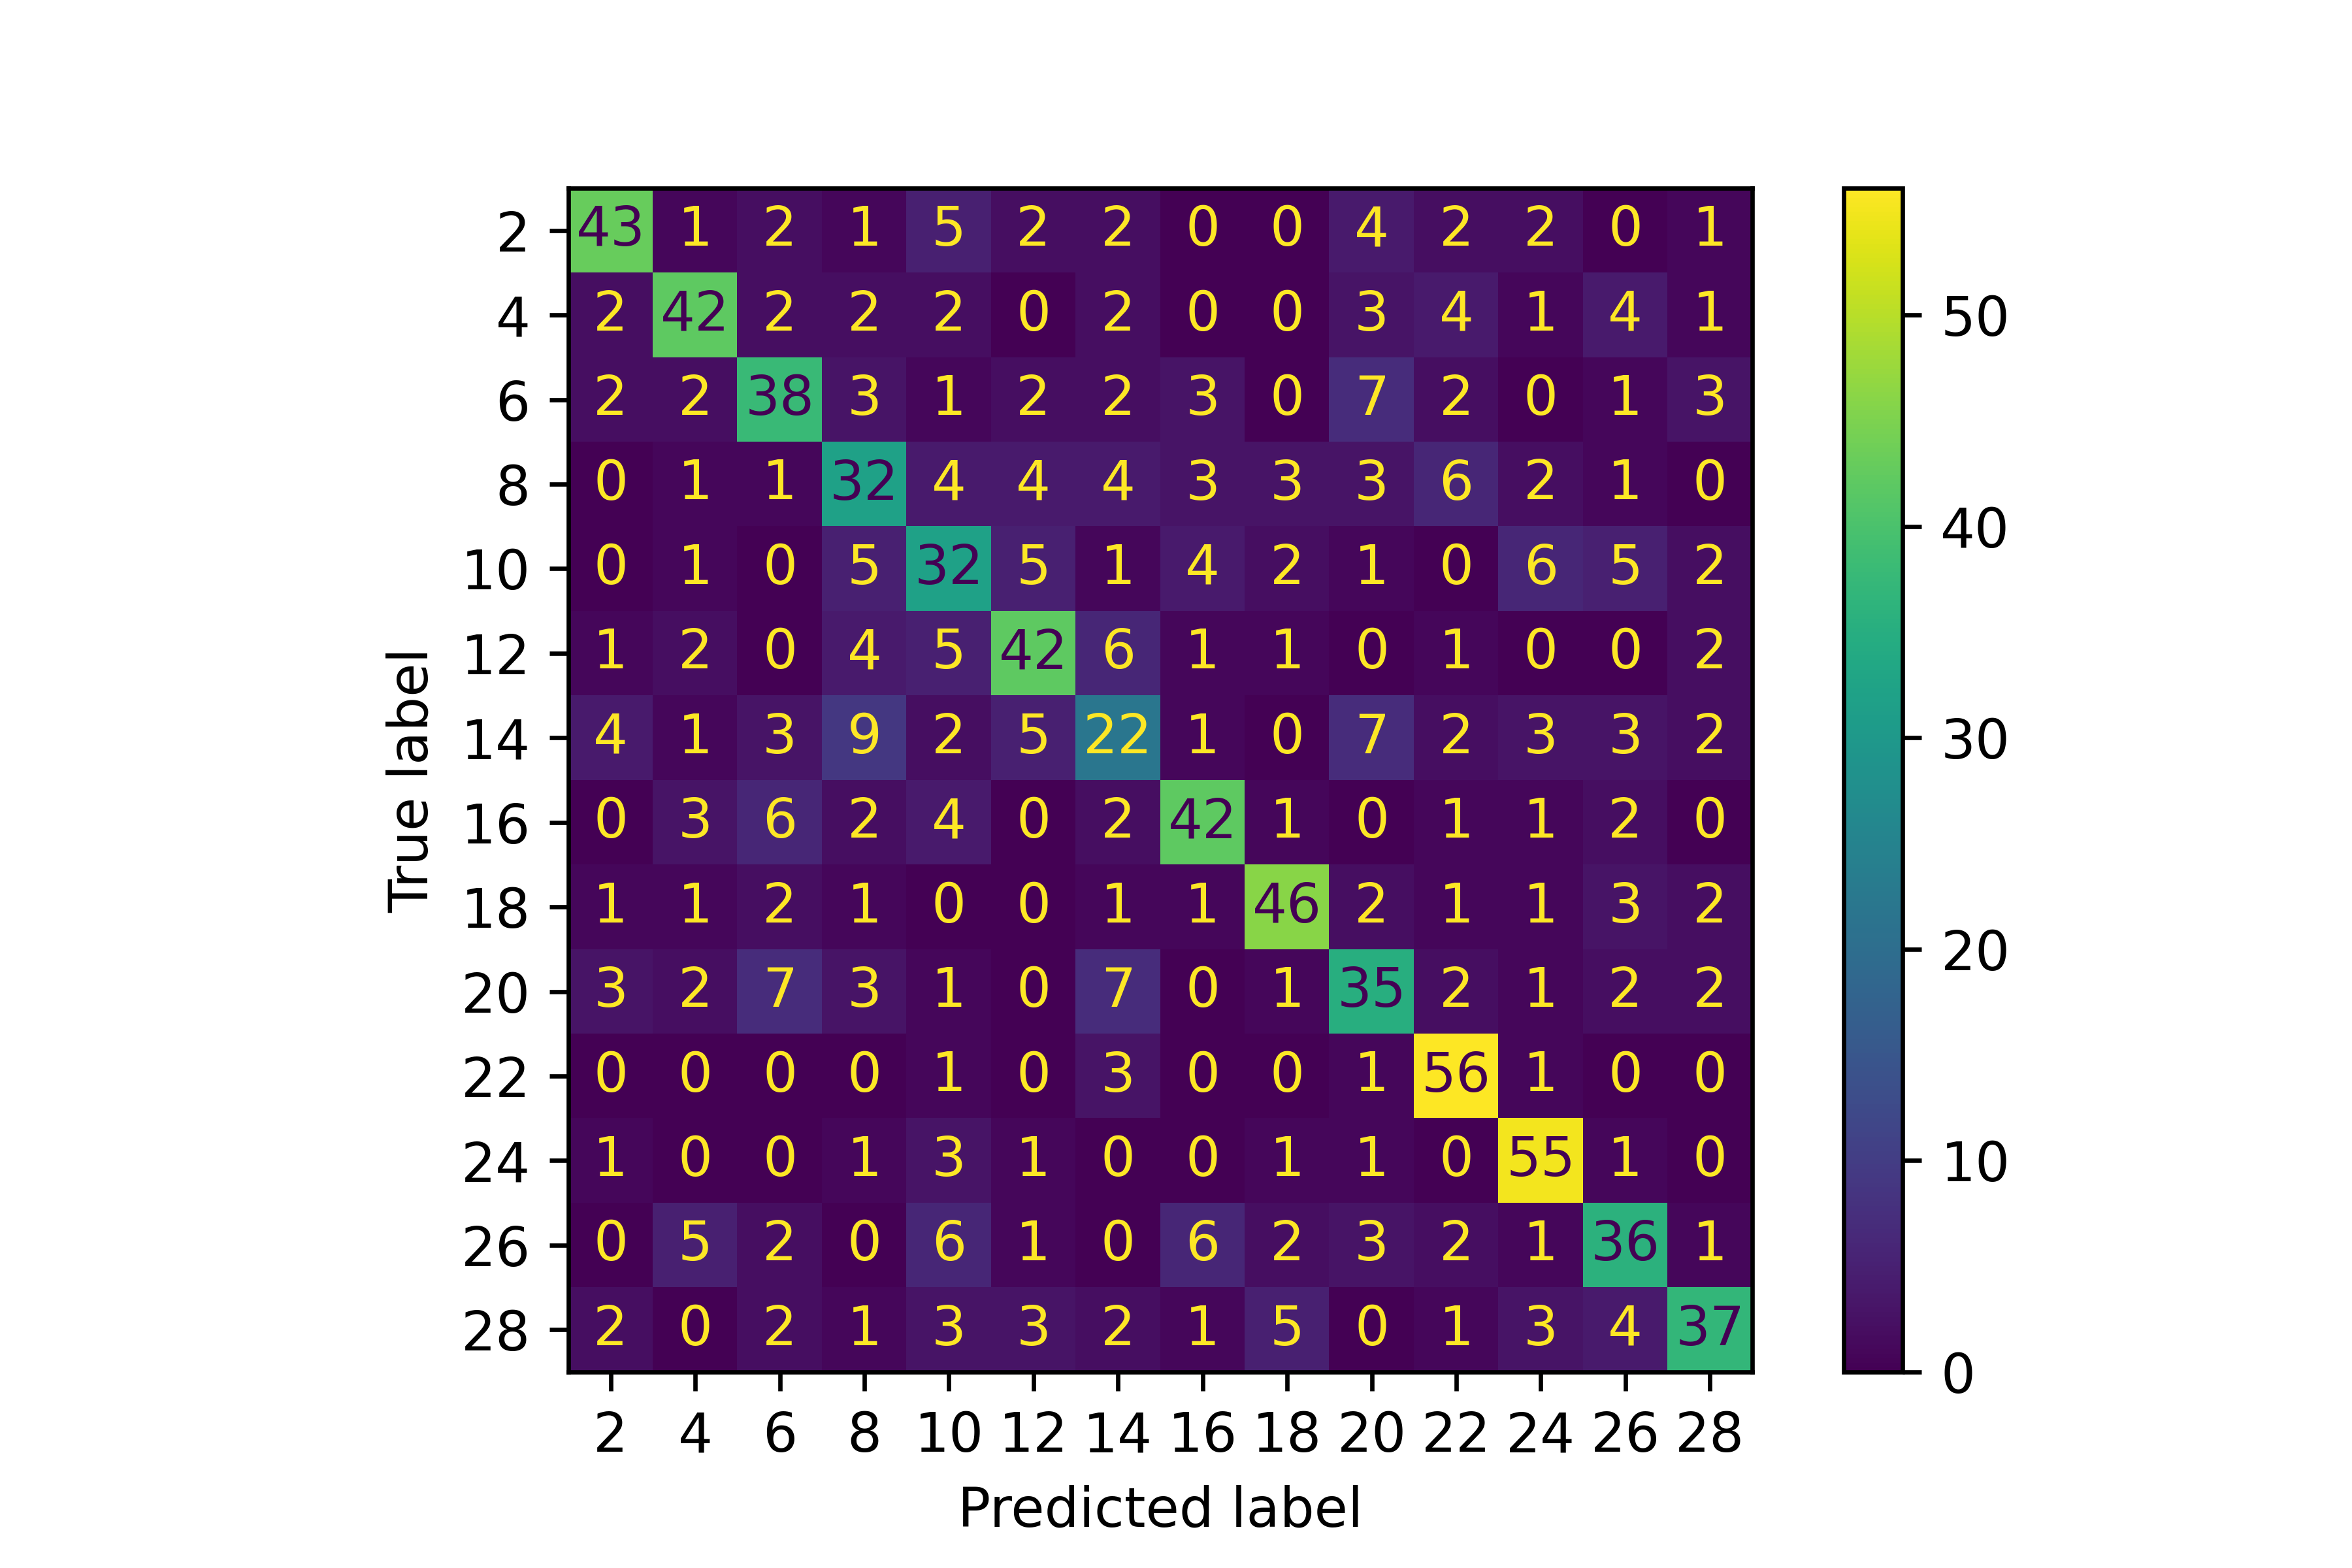 2 43 1 2 1 5 2 2 0 0 4 2 2 0 1
4 2 42 2 2 2 0 2 0 0 3 4 1 4 1
6 2 2 38 3 1 2 2 3 0 7 2 0 1 3
8 0 1 1 32 4 4 4 3 3 3 6 2 1 0
10 0 1 0 5 32 5 1 4 2 1 0 6 5 2
12 1 2 0 4 5 42 6 1 1 0 1 0 0 2
14 4 1 3 9 2 5 22 1 0 7 2 3 3 2
16 0 3 6 2 4 0 2 42 1 0 1 1 2 0
18 1 1 2 1 0 0 1 1 46 2 1 1 3 2
20 3 2 7 3 1 0 7 0 1 35 2 1 2 2
22 0 0 0 0 1 0 3 0 0 1 56 1 0 0
24 1 0 0 1 3 1 0 0 1 1 0 55 1 0
26 0 5 2 0 6 1 0 6 2 3 2 1 36 1
28 2 0 2 1 3 3 2 1 5 0 1 3 4 37
2 4 6 8 10 12 14 16 18 20 22 24 26 28
Predicted label
True label
50
40
30
20
10
0